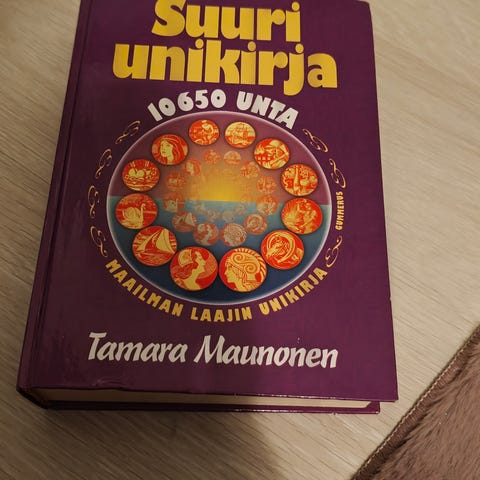 Suuri
unikirja
10650 UNTA
GUMMERUS
MAAILMAN LAAJIN UNIKIRJA
Tamara Maunonen